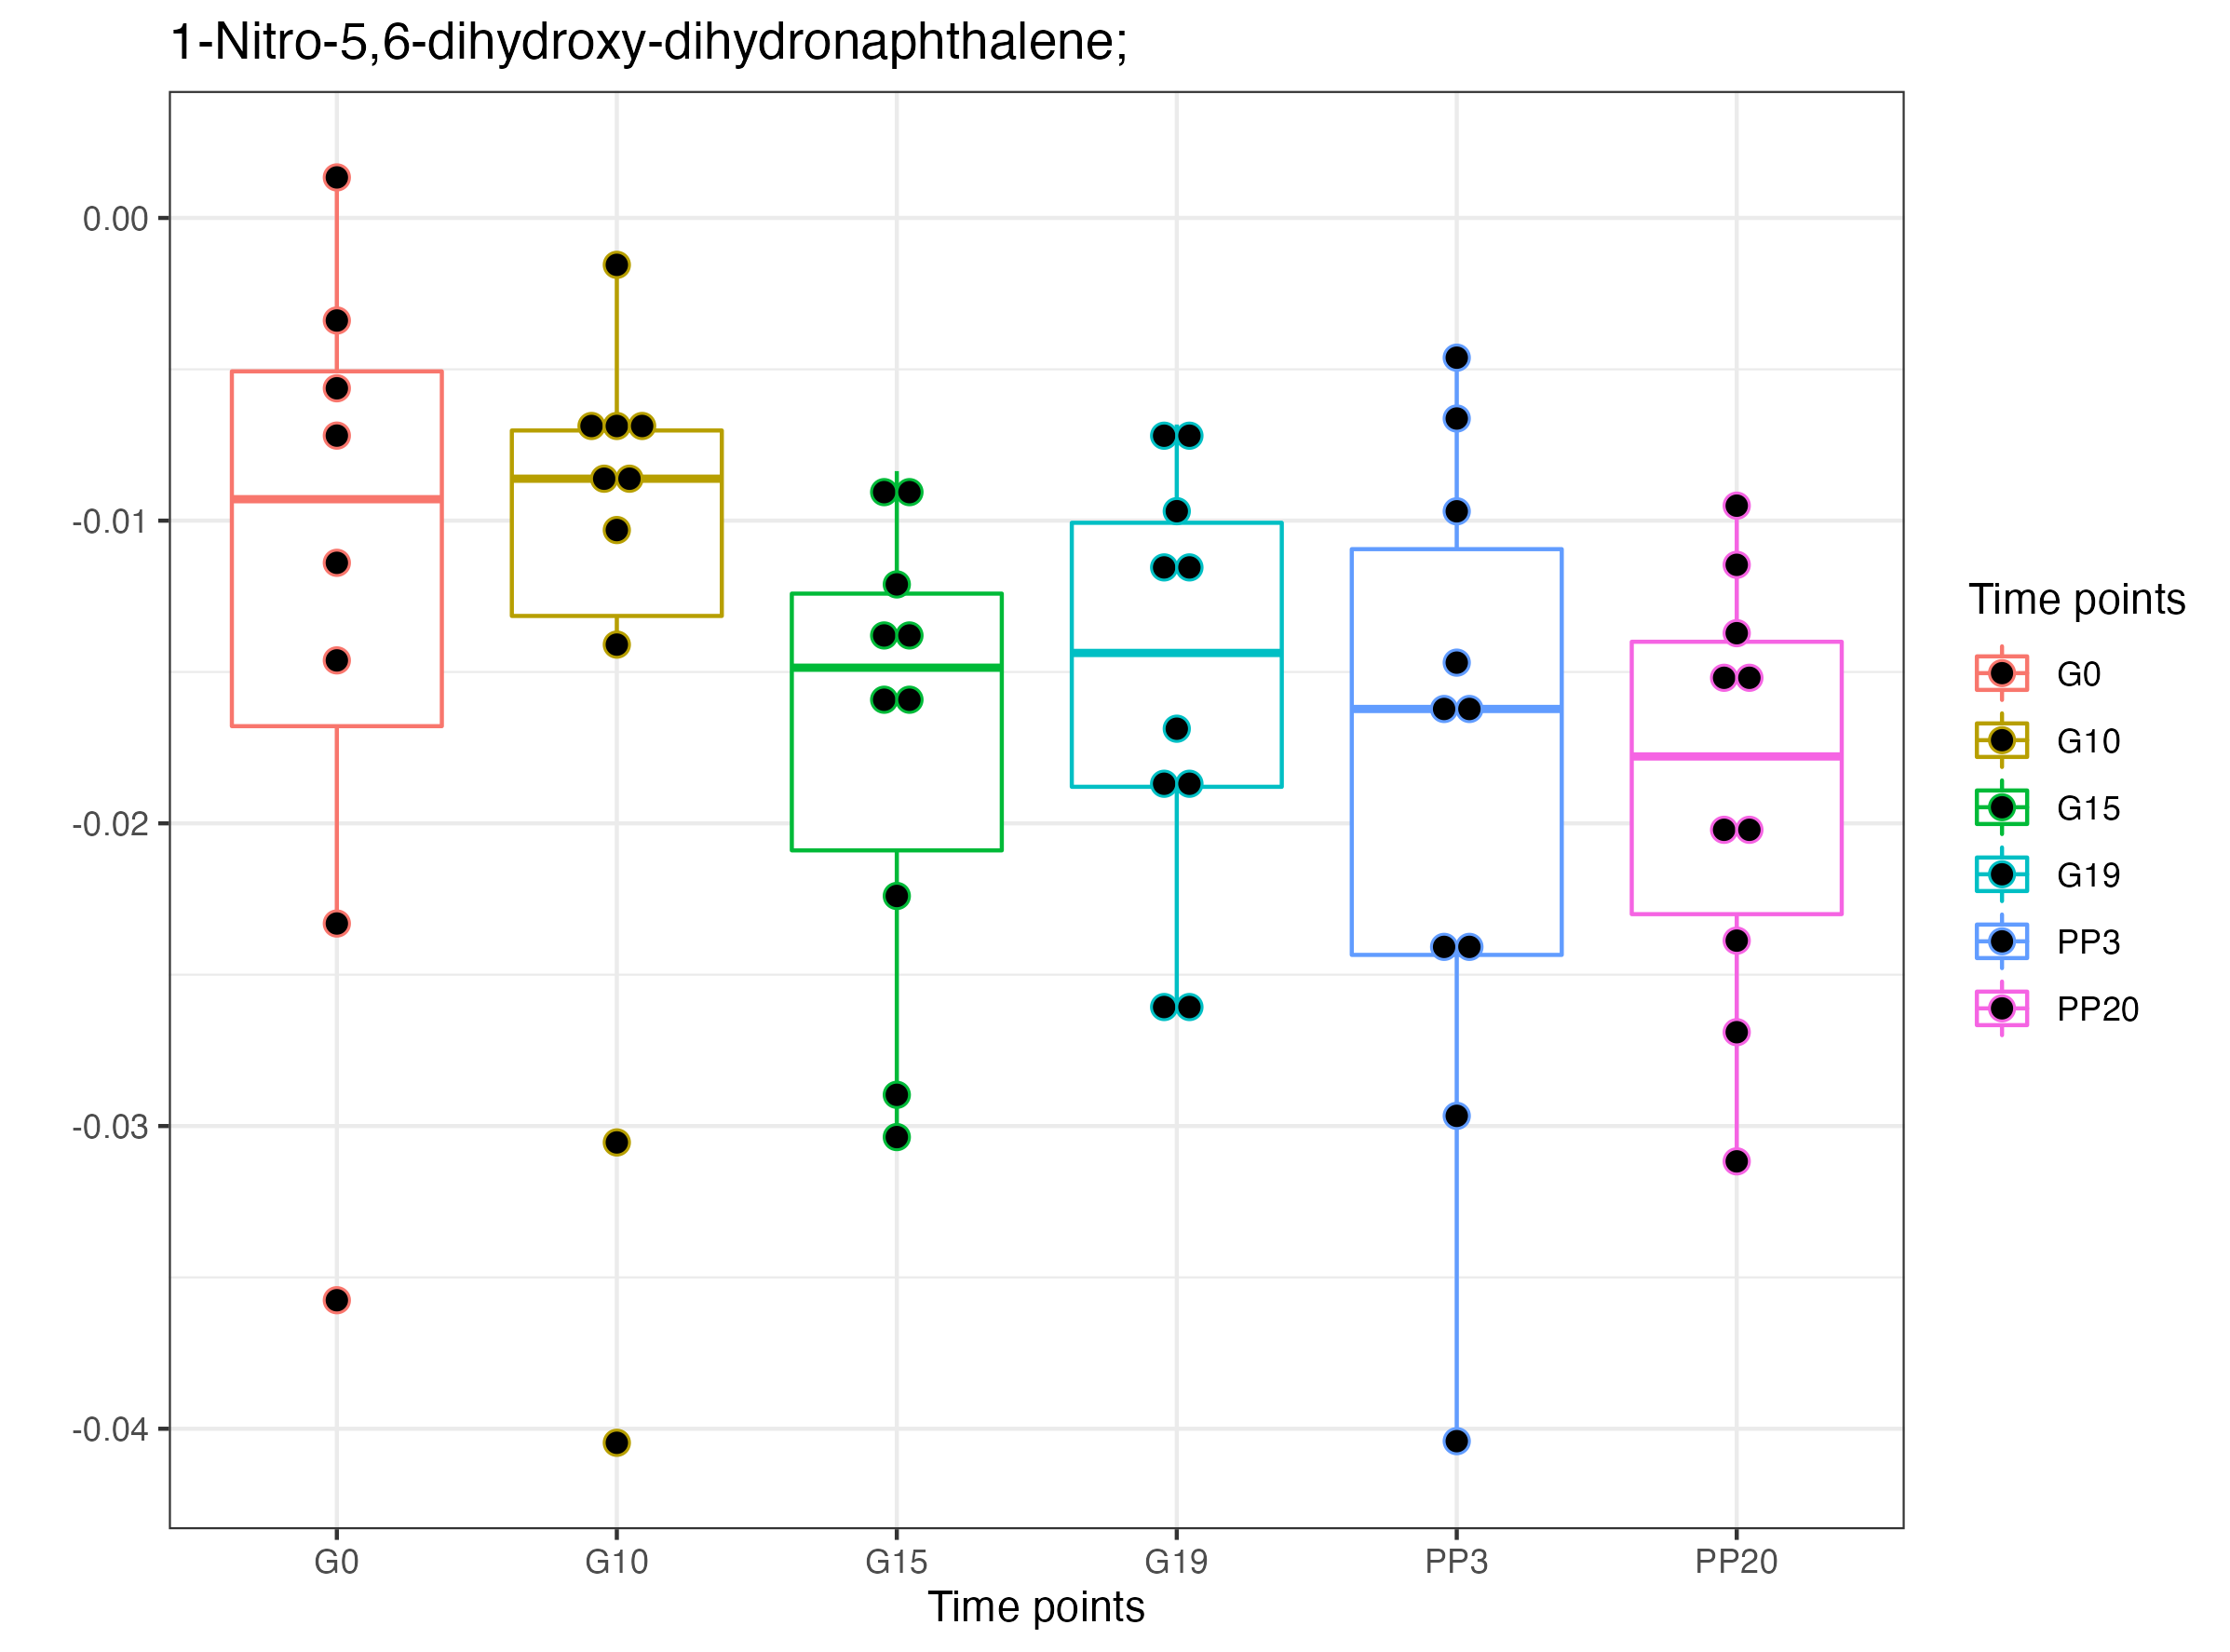 1-Nitro-5,6-dihydroxy-dihydronaphthalene;
0.00
-0.01
-0.02
-0.03
-0.04
G0 G10 G15 G19 PP3 PP20
Time points
Time points
G0
G10
G15
G19
PP3
PP20